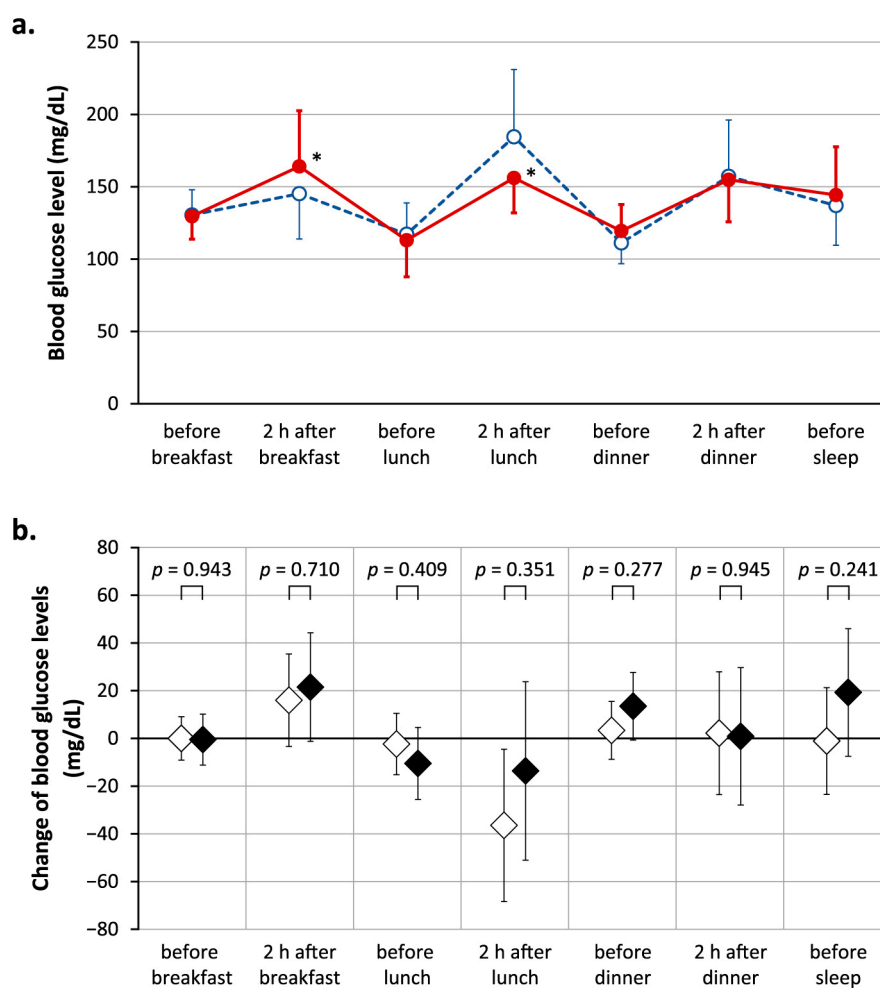 a.
Blood glucose level (mg/dL)
250
200
150
100
50
0
*
*
before breakfast
2 h after breakfast
before lunch
2 h after lunch
before dinner
2 h after dinner
before sleep
b.
Change of blood glucose levels
(mg/dL)
80
60
40
20
0
−20
−40
−60
−80
p = 0.943
p = 0.710
p = 0.409
p = 0.351
p = 0.277
p = 0.945
p = 0.241
before breakfast
2 h after breakfast
before lunch
2 h after lunch
before dinner
2 h after dinner
before sleep